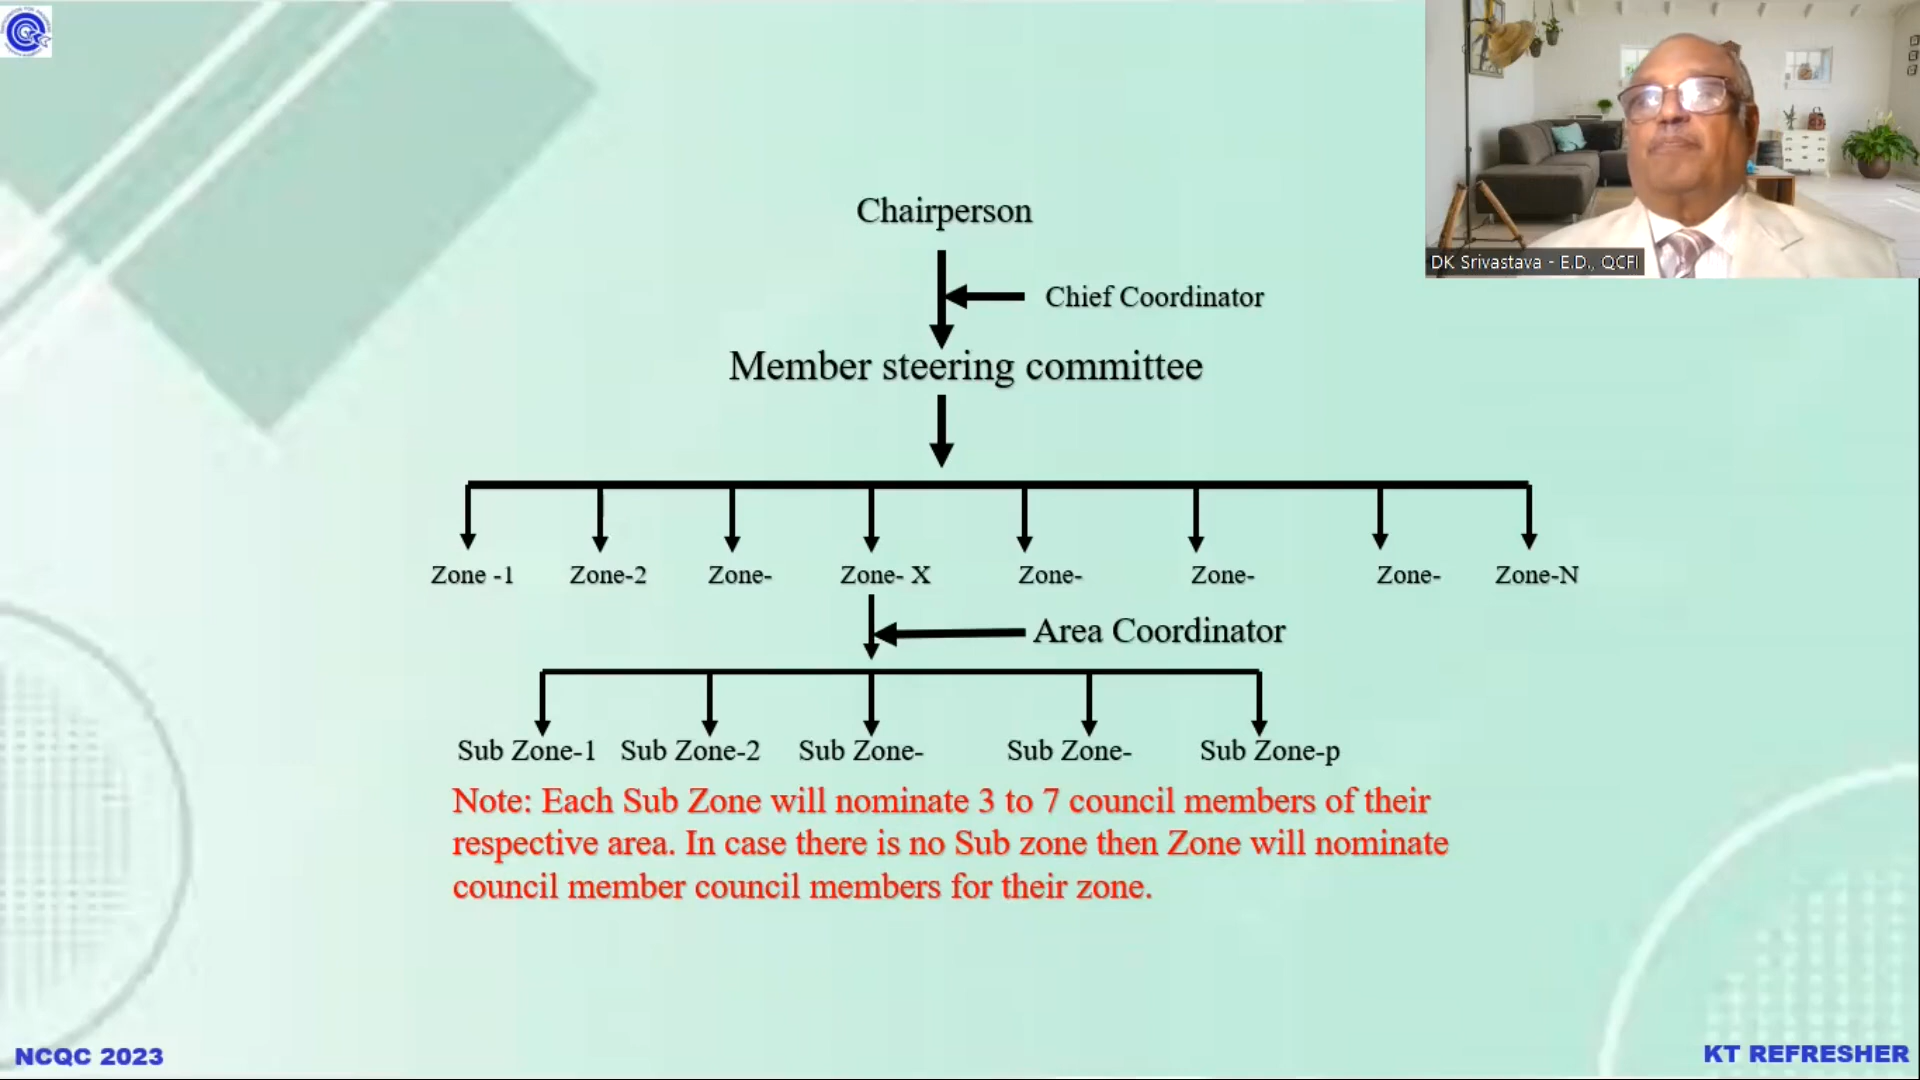 Chairperson
Chief Coordinator
Member steering committee
Zone -1 Zone-2 Zone- Zone- X Zone- Zone- Zone- Zone-N
Area Coordinator
Sub Zone-1 Sub Zone-2 Sub Zone- Sub Zone- Sub Zone-p
Note: Each Sub Zone will nominate 3 to 7 council members of their
respective area. In case there is no Sub zone then Zone will nominate
council member council members for their zone.
DK Srivastava - E.D., QCFI
NCQC 2023
KT REFRESHER